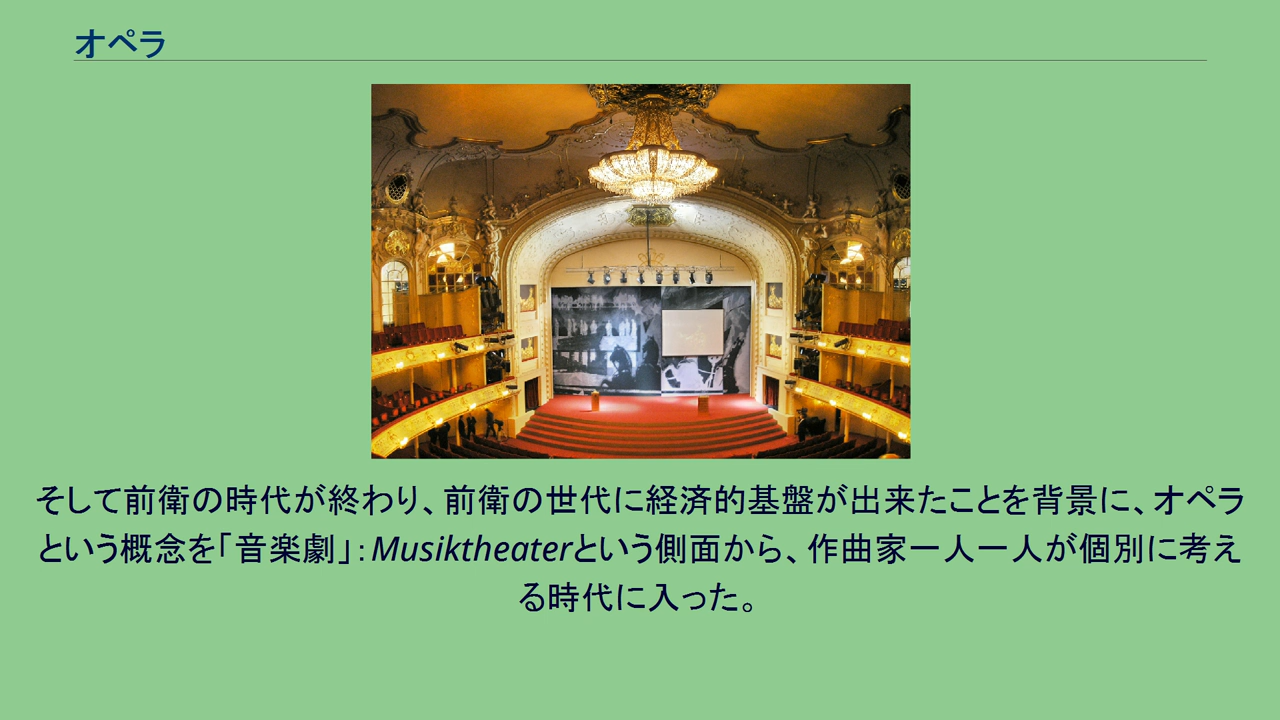 オペラ
そして前衛の時代が終わり、前衛の世代に経済的基盤が出来たことを背景に、オペラ
という概念を「音楽劇」：Musiktheaterという側面から、作曲家一人一人が個別に考え
る時代に入った。